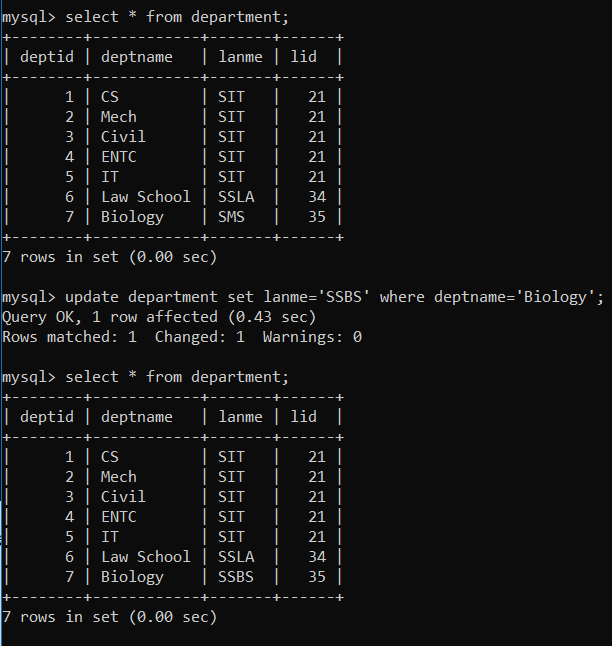 mysql> select * from department;
+--------+------------+-------+------+
| deptid | deptname   | lanme | lid  |
+--------+------------+-------+------+
|      1 | CS         | SIT   |   21 |
|      2 | Mech       | SIT   |   21 |
|      3 | Civil      | SIT   |   21 |
|      4 | ENTC       | SIT   |   21 |
|      5 | IT         | SIT   |   21 |
|      6 | Law School | SSLA  |   34 |
|      7 | Biology    | SMS   |   35 |
+--------+------------+-------+------+
7 rows in set (0.00 sec)

mysql> update department set lanme='SSBS' where deptname='Biology';
Query OK, 1 row affected (0.43 sec)
Rows matched: 1  Changed: 1  Warnings: 0

mysql> select * from department;
+--------+------------+-------+------+
| deptid | deptname   | lanme | lid  |
+--------+------------+-------+------+
|      1 | CS         | SIT   |   21 |
|      2 | Mech       | SIT   |   21 |
|      3 | Civil      | SIT   |   21 |
|      4 | ENTC       | SIT   |   21 |
|      5 | IT         | SIT   |   21 |
|      6 | Law School | SSLA  |   34 |
|      7 | Biology    | SSBS  |   35 |
+--------+------------+-------+------+
7 rows in set (0.00 sec)